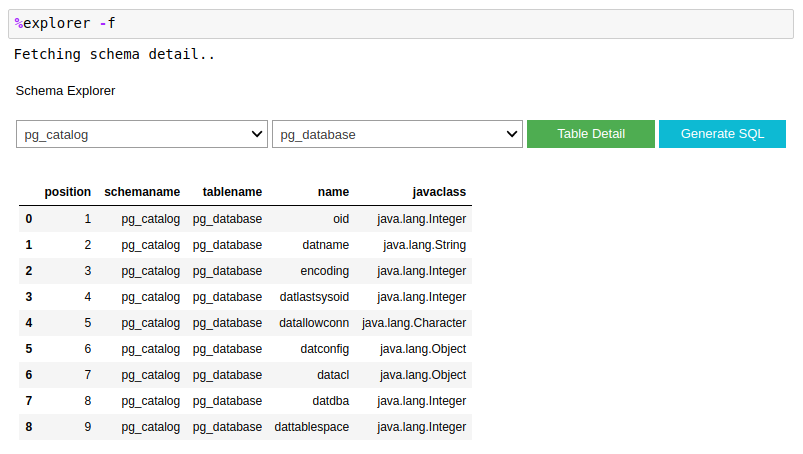 %explorer -f
Fetching schema detail..
Schema Explorer
pg_catalog pg_database Table Detail Generate SQL
position schemaname tablename name javaclass
0 1 pg_catalog pg_database oid java.lang.Integer
1 2 pg_catalog pg_database datname java.lang.String
2 3 pg_catalog pg_database encoding java.lang.Integer
3 4 pg_catalog pg_database datlastsysoid java.lang.Integer
4 5 pg_catalog pg_database datallowconn java.lang.Character
5 6 pg_catalog pg_database datconfig java.lang.Object
6 7 pg_catalog pg_database datacl java.lang.Object
7 8 pg_catalog pg_database datdba java.lang.Integer
8 9 pg_catalog pg_database dattablespace java.lang.Integer